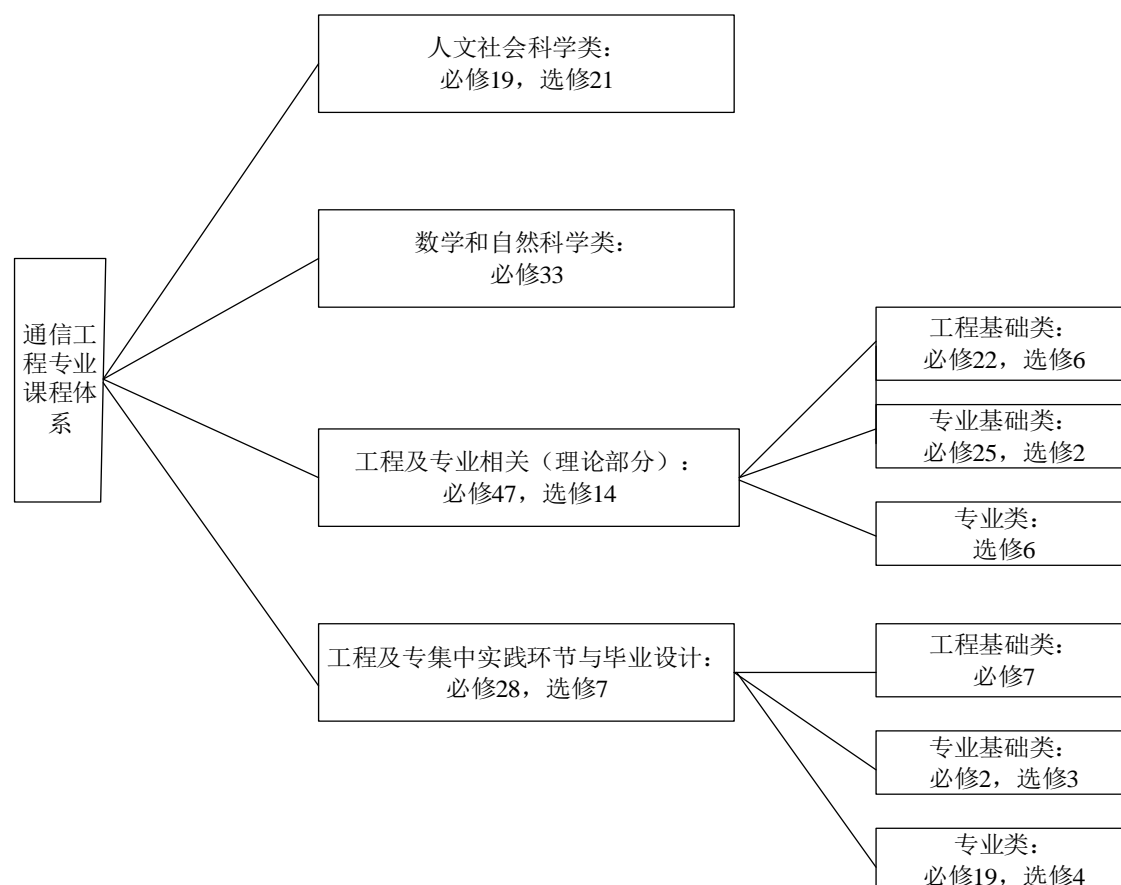 人文社会科学类：
必修19，选修21
数学和自然科学类：
必修33
通信工
程专业
课程体
系
工程及专业相关（理论部分）：
必修47，选修14
工程基础类：
必修22，选修6
专业基础类：
必修25，选修2
专业类：
选修6
工程及专集中实践环节与毕业设计：
必修28，选修7
工程基础类：
必修7
专业基础类：
必修2，选修3
专业类：
必修19，选修4